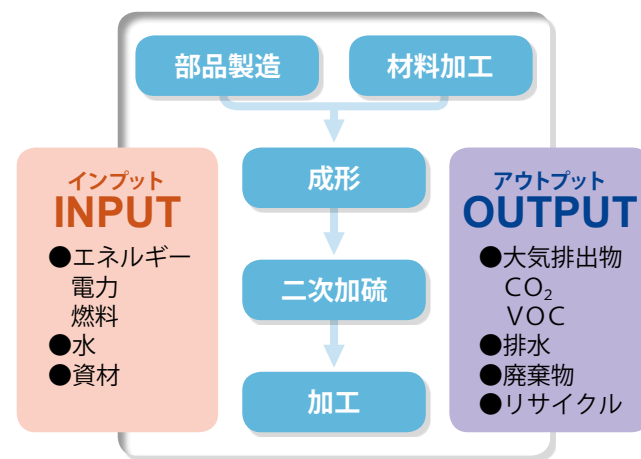 部品製造
材料加工
成形
二次加硫
加工
インプット
INPUT
●エネルギー
電力
燃料
●水
●資材
アウトプット
OUTPUT
●大気排出物
CO₂
VOC
●排水
●廃棄物
●リサイクル